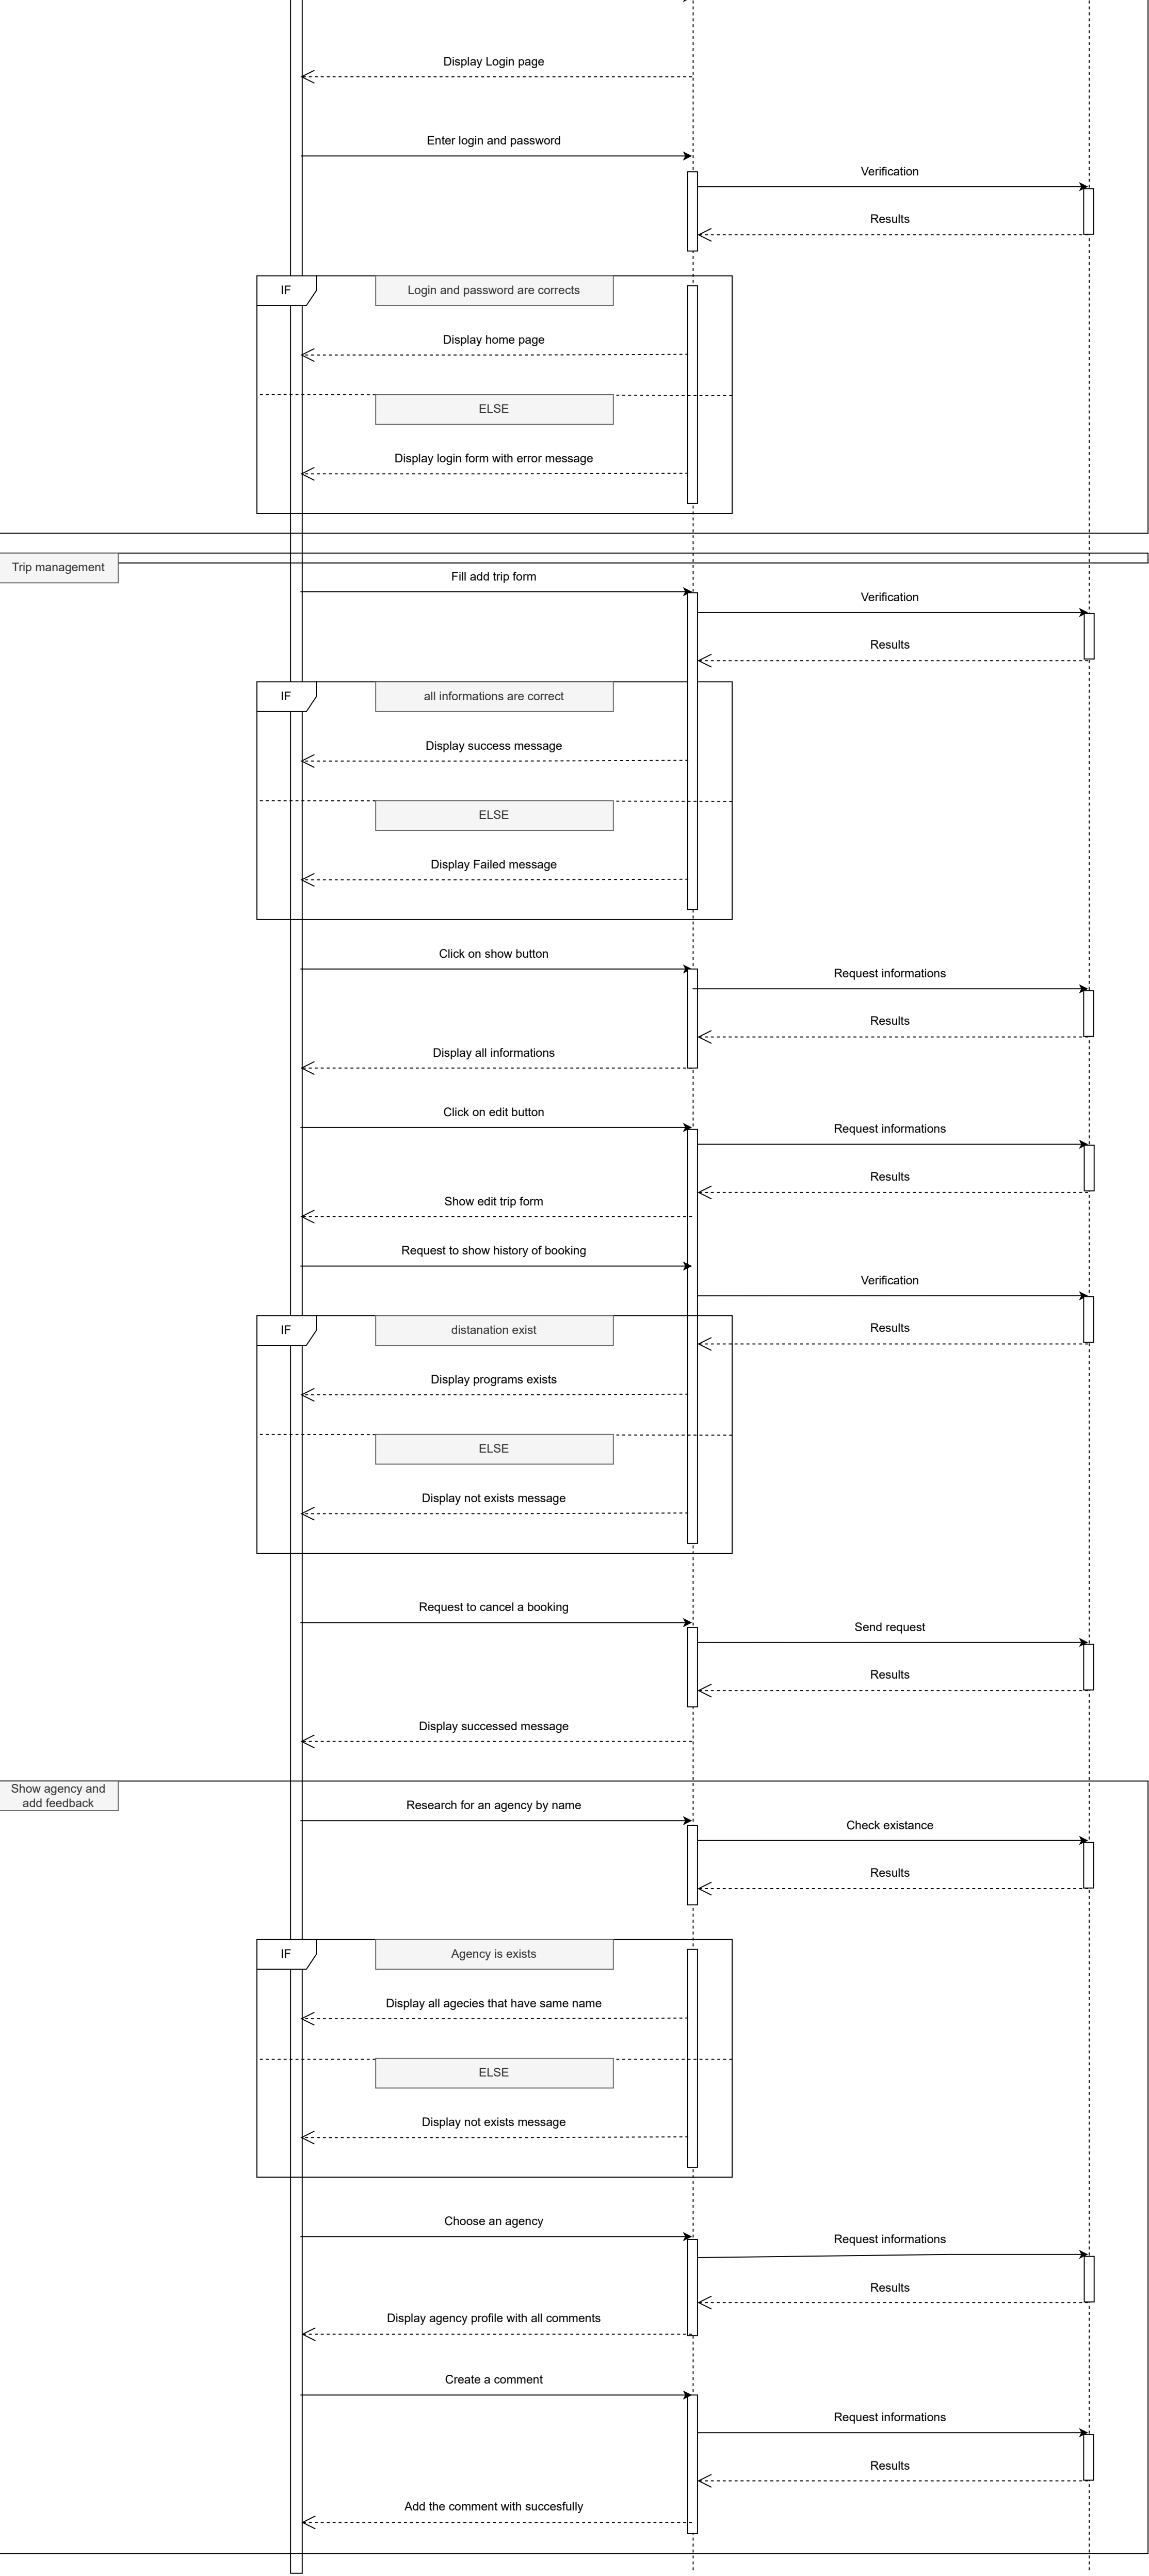 Display Login page
Enter login and password
Verification
Results
IF
Login and password are corrects
Display home page
ELSE
Display login form with error message
Trip management
Fill add trip form
Verification
Results
IF
all informations are correct
Display success message
ELSE
Display Failed message
Click on show button
Request informations
Results
Display all informations
Click on edit button
Request informations
Results
Show edit trip form
Request to show history of booking
Verification
Results
IF
distanation exist
Display programs exists
ELSE
Display not exists message
Request to cancel a booking
Send request
Results
Display successed message
Show agency and
add feedback
Research for an agency by name
Check existance
Results
IF
Agency is exists
Display all agecies that have same name
ELSE
Display not exists message
Choose an agency
Request informations
Results
Display agency profile with all comments
Create a comment
Request informations
Results
Add the comment with succesfully